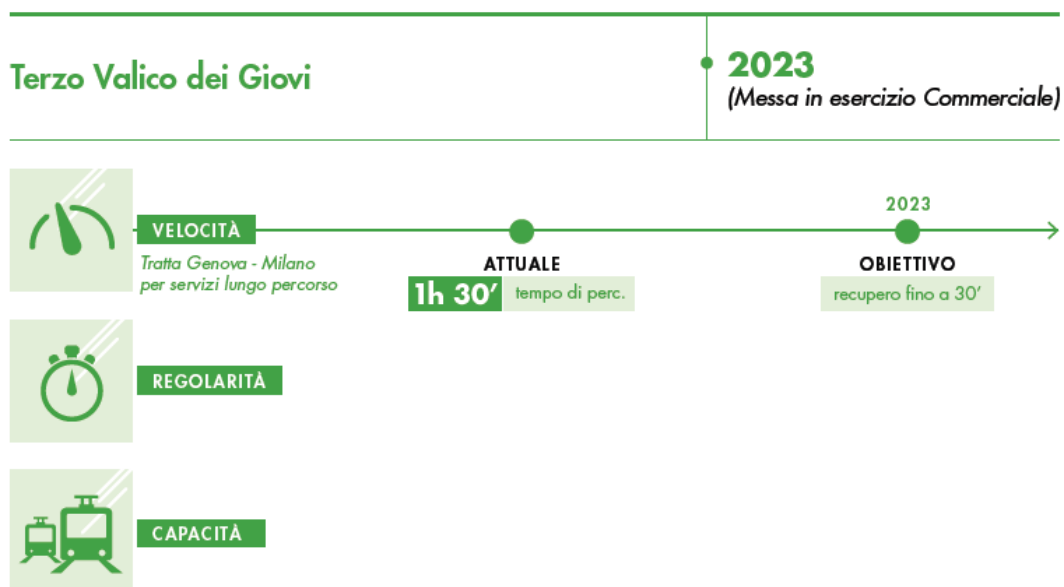 Terzo Valico dei Giovi
2023
(Messa in esercizio Commerciale)
VELOCITÀ
Tratta Genova - Milano
per servizi lungo percorso
ATTUALE
1h 30’ tempo di perc.
2023
OBIETTIVO
recupero fino a 30’
REGOLARITÀ
CAPACITÀ